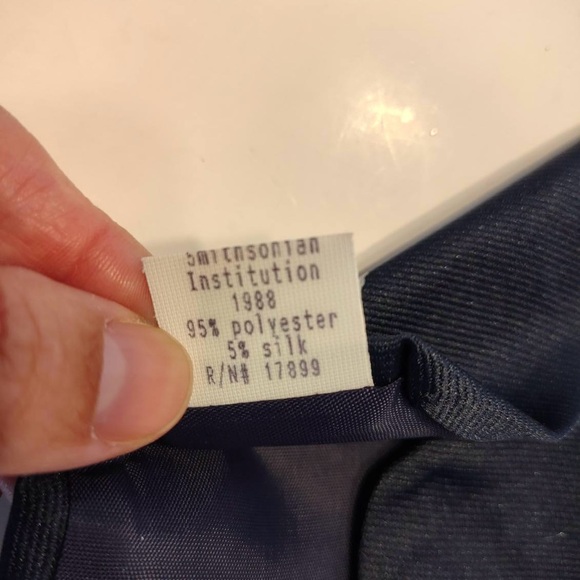 Smithsonian
Institution
1988
95% polyester
5% silk
R/N# 17899